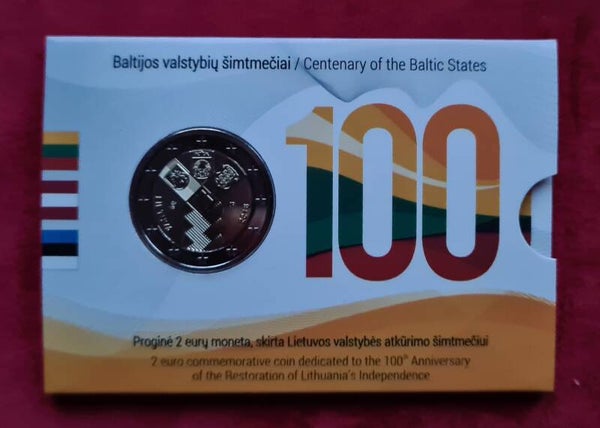 Baltijos valstybių šimtmečiai / Centenary of the Baltic States
100
LIETUVA
Proginė 2 eurų moneta, skirta Lietuvos valstybės atkūrimo šimtmečiui
2 euro commemorative coin dedicated to the 100th Anniversary
of the Restoration of Lithuania's Independence